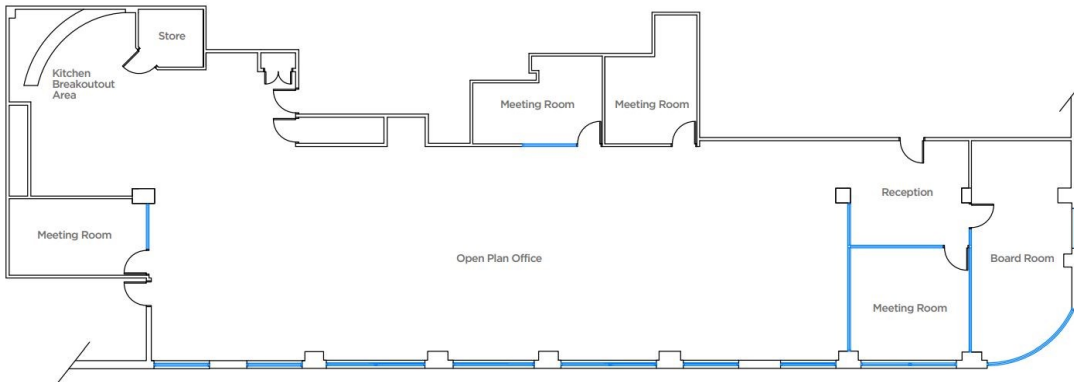 Store
Kitchen
Breakoutout
Area
Meeting Room
Meeting Room
Reception
Meeting Room
Open Plan Office
Board Room
Meeting Room